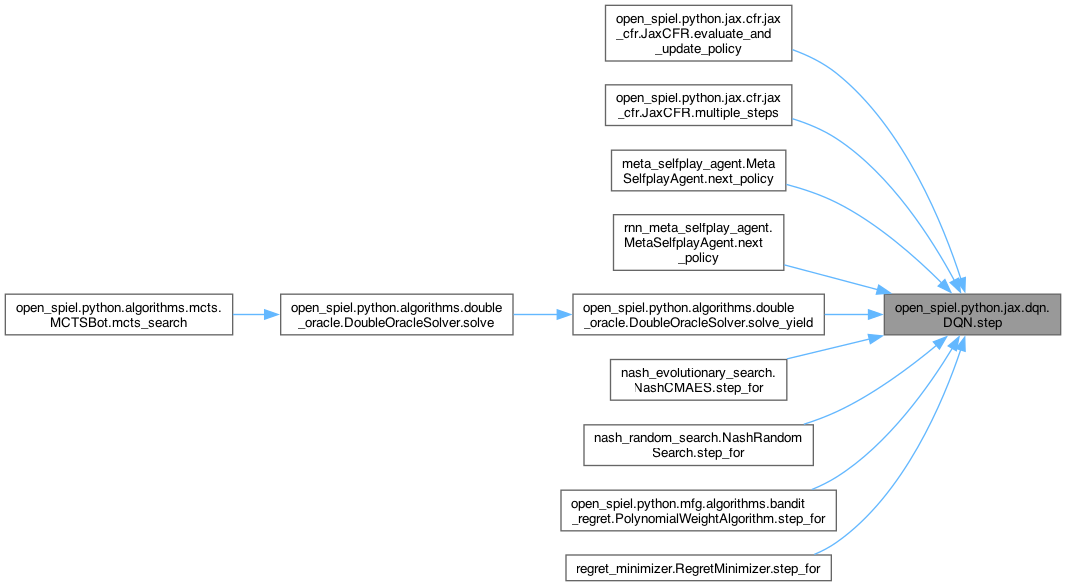 open_spiel.python.jax.cfr.jax
_cfr.JaxCFR.evaluate_and
_update_policy
open_spiel.python.jax.cfr.jax
_cfr.JaxCFR.multiple_steps
meta_selfplay_agent.Meta
SelfplayAgent.next_policy
rnn_meta_selfplay_agent.
MetaSelfplayAgent.next
_policy
open_spiel.python.algorithms.mcts.
MCTSBot.mcts_search
open_spiel.python.algorithms.double
_oracle.DoubleOracleSolver.solve
open_spiel.python.algorithms.double
_oracle.DoubleOracleSolver.solve_yield
open_spiel.python.jax.dqn.
DQN.step
nash_evolutionary_search.
NashCMAES.step_for
nash_random_search.NashRandom
Search.step_for
open_spiel.python.mfg.algorithms.bandit
_regret.PolynomialWeightAlgorithm.step_for
regret_minimizer.RegretMinimizer.step_for